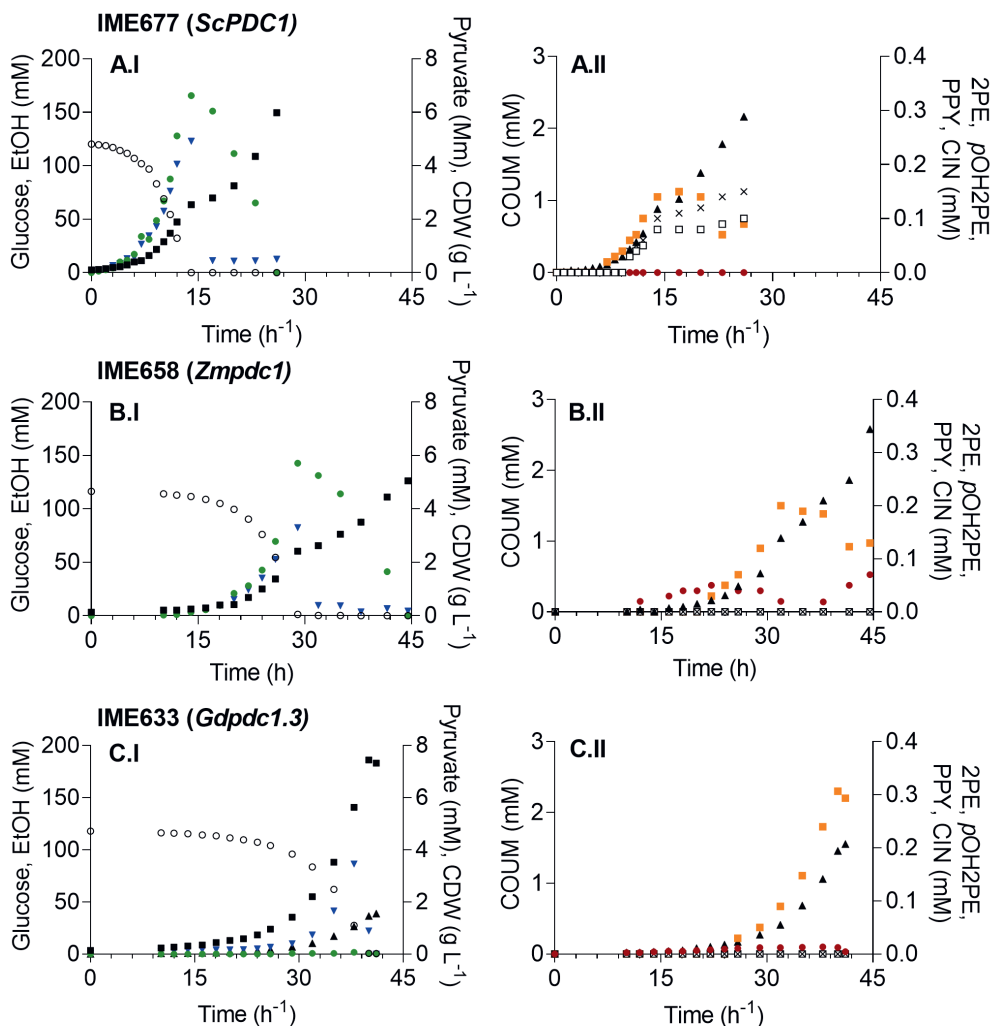 IME677 (ScPDC1)
A.I
Glucose, EtOH (mM)
200
150
100
50
0
8
6
4
2
0
Pyruvate (Mm), CDW (g L-1)
0 15 30 45
Time (h-1)
A.II
COUM (mM)
3
2
1
0
0.4
0.3
0.2
0.1
0.0
2PE, pOH2PE,
PPY, CIN (mM)
0 15 30 45
Time (h-1)
IME658 (Zmpdc1)
B.I
Glucose, EtOH (mM)
200
150
100
50
0
8
6
4
2
0
Pyruvate (mM), CDW (g L-1)
0 15 30 45
Time (h)
B.II
COUM (mM)
3
2
1
0
0.4
0.3
0.2
0.1
0.0
2PE, pOH2PE,
PPY, CIN (mM)
0 15 30 45
Time (h)
IME633 (Gdpdc1.3)
C.I
Glucose, EtOH (mM)
200
150
100
50
0
8
6
4
2
0
Pyruvate (mM), CDW (g L-1)
0 15 30 45
Time (h-1)
C.II
COUM (mM)
3
2
1
0
0.4
0.3
0.2
0.1
0.0
2PE, pOH2PE,
PPY, CIN (mM)
0 15 30 45
Time (h-1)